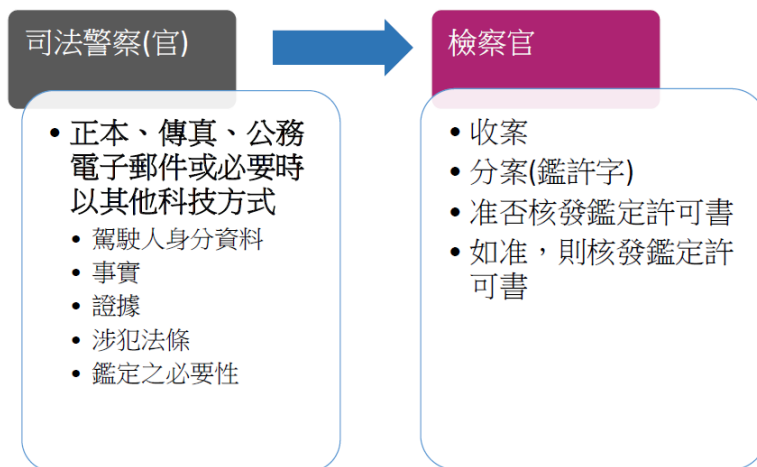 司法警察(官)
• 正本、傳真、公務
電子郵件或必要時
以其他科技方式
• 駕駛人身分資料
• 事實
• 證據
• 涉犯法條
• 鑑定之必要性
檢察官
• 收案
• 分案(鑑許字)
• 准否核發鑑定許可書
• 如准，則核發鑑定許
可書